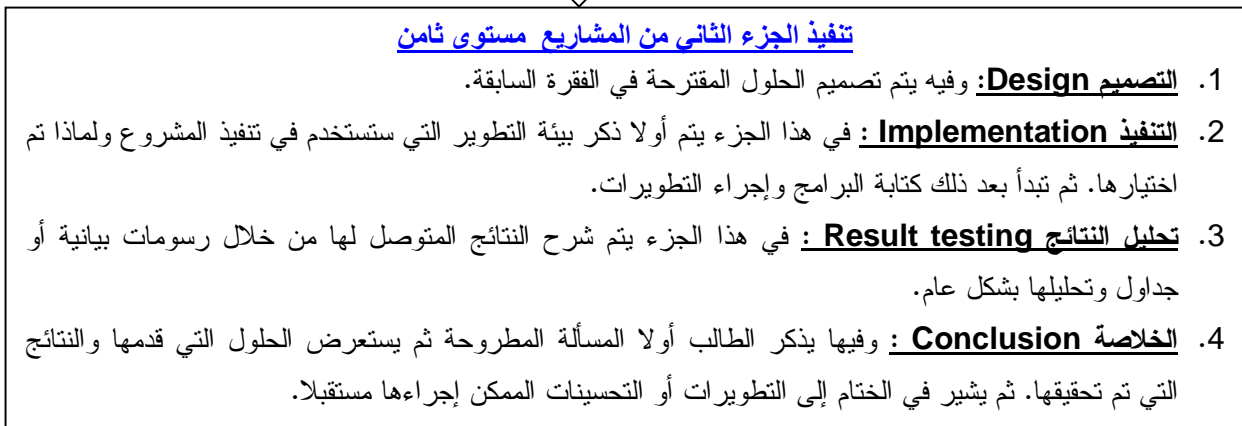 تنفيذ الجزء الثاني من المشاريع مستوى ثامن
1. التصميم Design: وفيه يتم تصميم الحلول المقترحة في الفقرة السابقة.
2. التنفيذ Implementation : في هذا الجزء يتم أولا ذكر بيئة التطوير التي ستستخدم في تنفيذ المشروع ولماذا تم
اختيارها. ثم تبدأ بعد ذلك كتابة البرامج وإجراء التطويرات.
3. تحليل النتائج Result testing : في هذا الجزء يتم شرح النتائج المتوصل لها من خلال رسومات بيانية أو
جداول وتحليلها بشكل عام.
4. الخلاصة Conclusion : وفيها يذكر الطالب أولا المسألة المطروحة ثم يستعرض الحلول التي قدمها والنتائج
التي تم تحقيقها. ثم يشير في الختام إلى التطويرات أو التحسينات الممكن إجراءها مستقبلا.